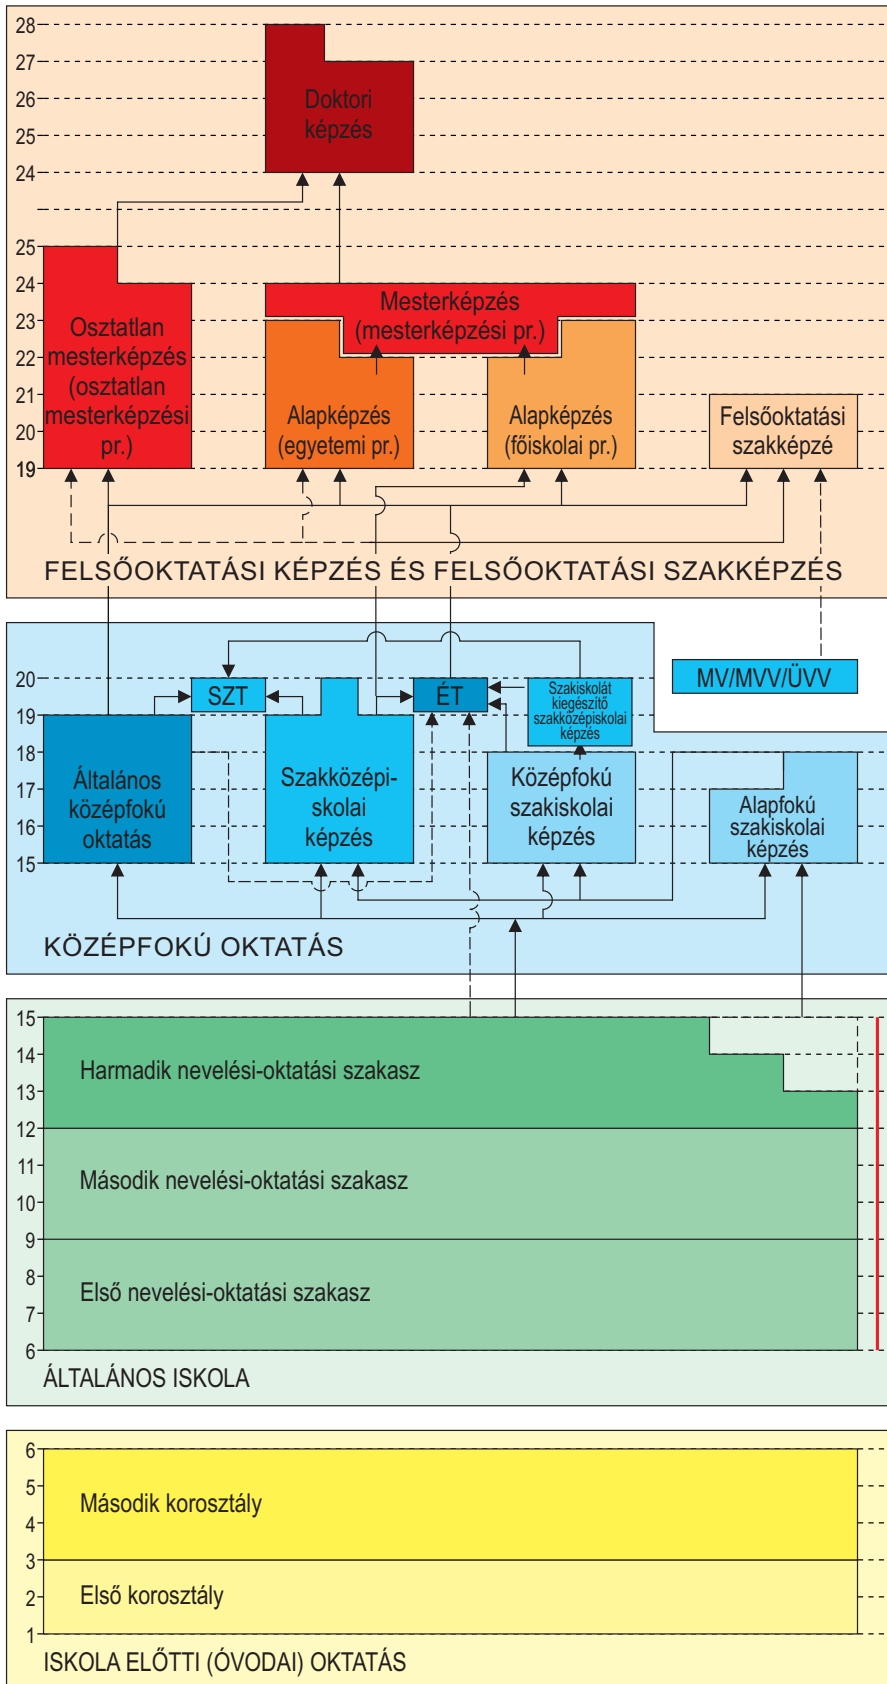 28
27
26
25
24
Doktori
képzés
25
24
23
22
21
20
19
Osztatlan
mesterképzés
(osztatlan
mesterképzési
pr.)
Mesterképzés
(mesterképzési pr.)
Alapképzés
(egyetemi pr.)
Alapképzés
(főiskolai pr.)
Felsőoktatási
szakképzé
FELSŐOKTATÁSI KÉPZÉS ÉS FELSŐOKTATÁSI SZAKKÉPZÉS
20
19
18
17
16
15
SZT
ÉT
Szakiskolát
kiegészítő
szakközépiskolai
képzés
MV/MVV/ÜVV
Általános
középfokú
oktatás
Szakközépi-
skolai
képzés
Középfokú
szakiskolai
képzés
Alapfokú
szakiskolai
képzés
KÖZÉPFOKÚ OKTATÁS
15
14
13
12
11
10
9
8
7
6
Harmadik nevelési-oktatási szakasz
Második nevelési-oktatási szakasz
Első nevelési-oktatási szakasz
ÁLTALÁNOS ISKOLA
6
5
4
3
2
1
Második korosztály
Első korosztály
ISKOLA ELŐTTI (ÓVODAI) OKTATÁS